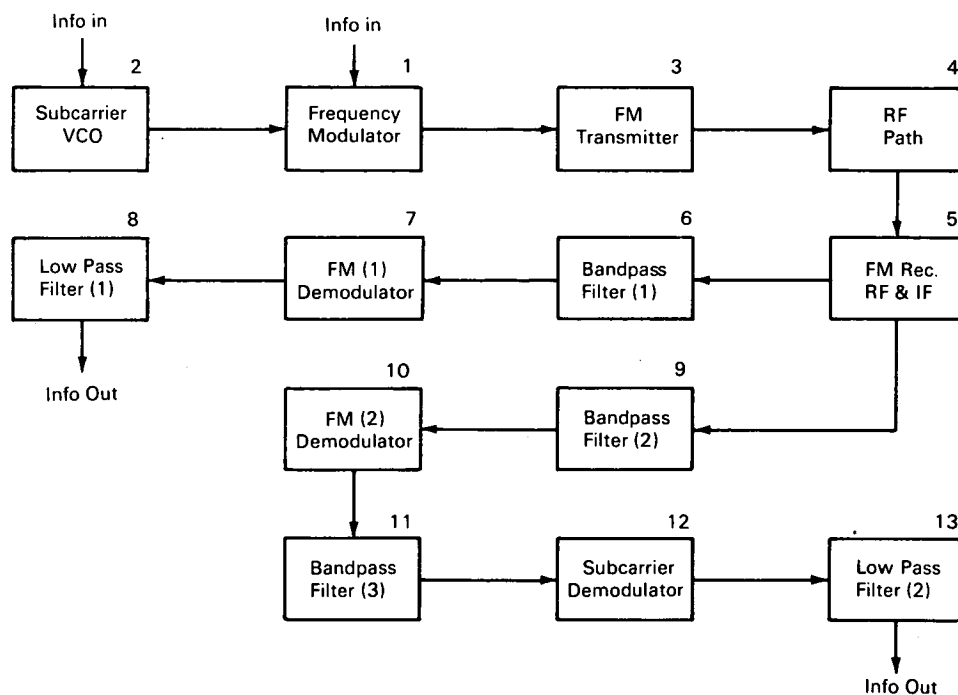 Info in
Info in
2
1
3
4
Subcarrier
VCO
Frequency
Modulator
FM
Transmitter
RF
Path
8
7
6
5
Low Pass
Filter (1)
FM (1)
Demodulator
Bandpass
Filter (1)
FM Rec.
RF & IF
Info Out
10
9
FM (2)
Demodulator
Bandpass
Filter (2)
11
12
13
Bandpass
Filter (3)
Subcarrier
Demodulator
Low Pass
Filter (2)
Info Out